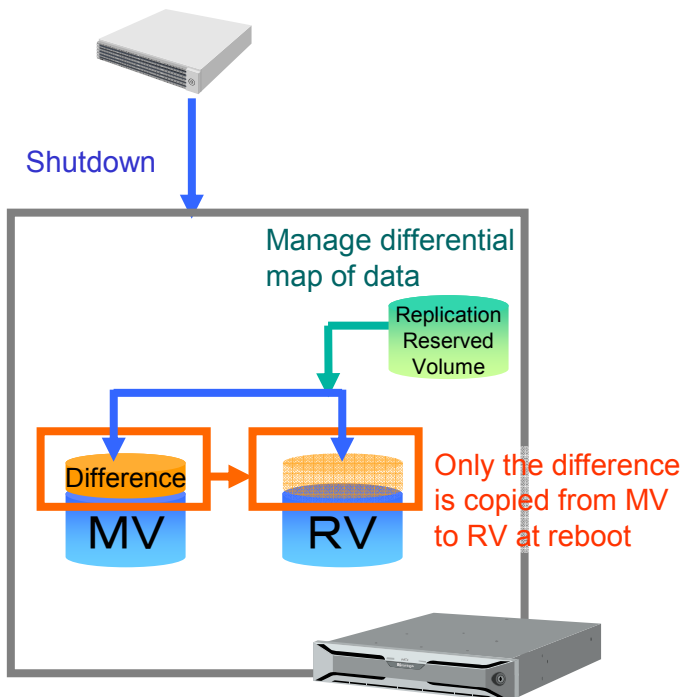 Shutdown
Manage differential
map of data
Replication
Reserved
Volume
Difference
MV
RV
Only the difference
is copied from MV
to RV at reboot